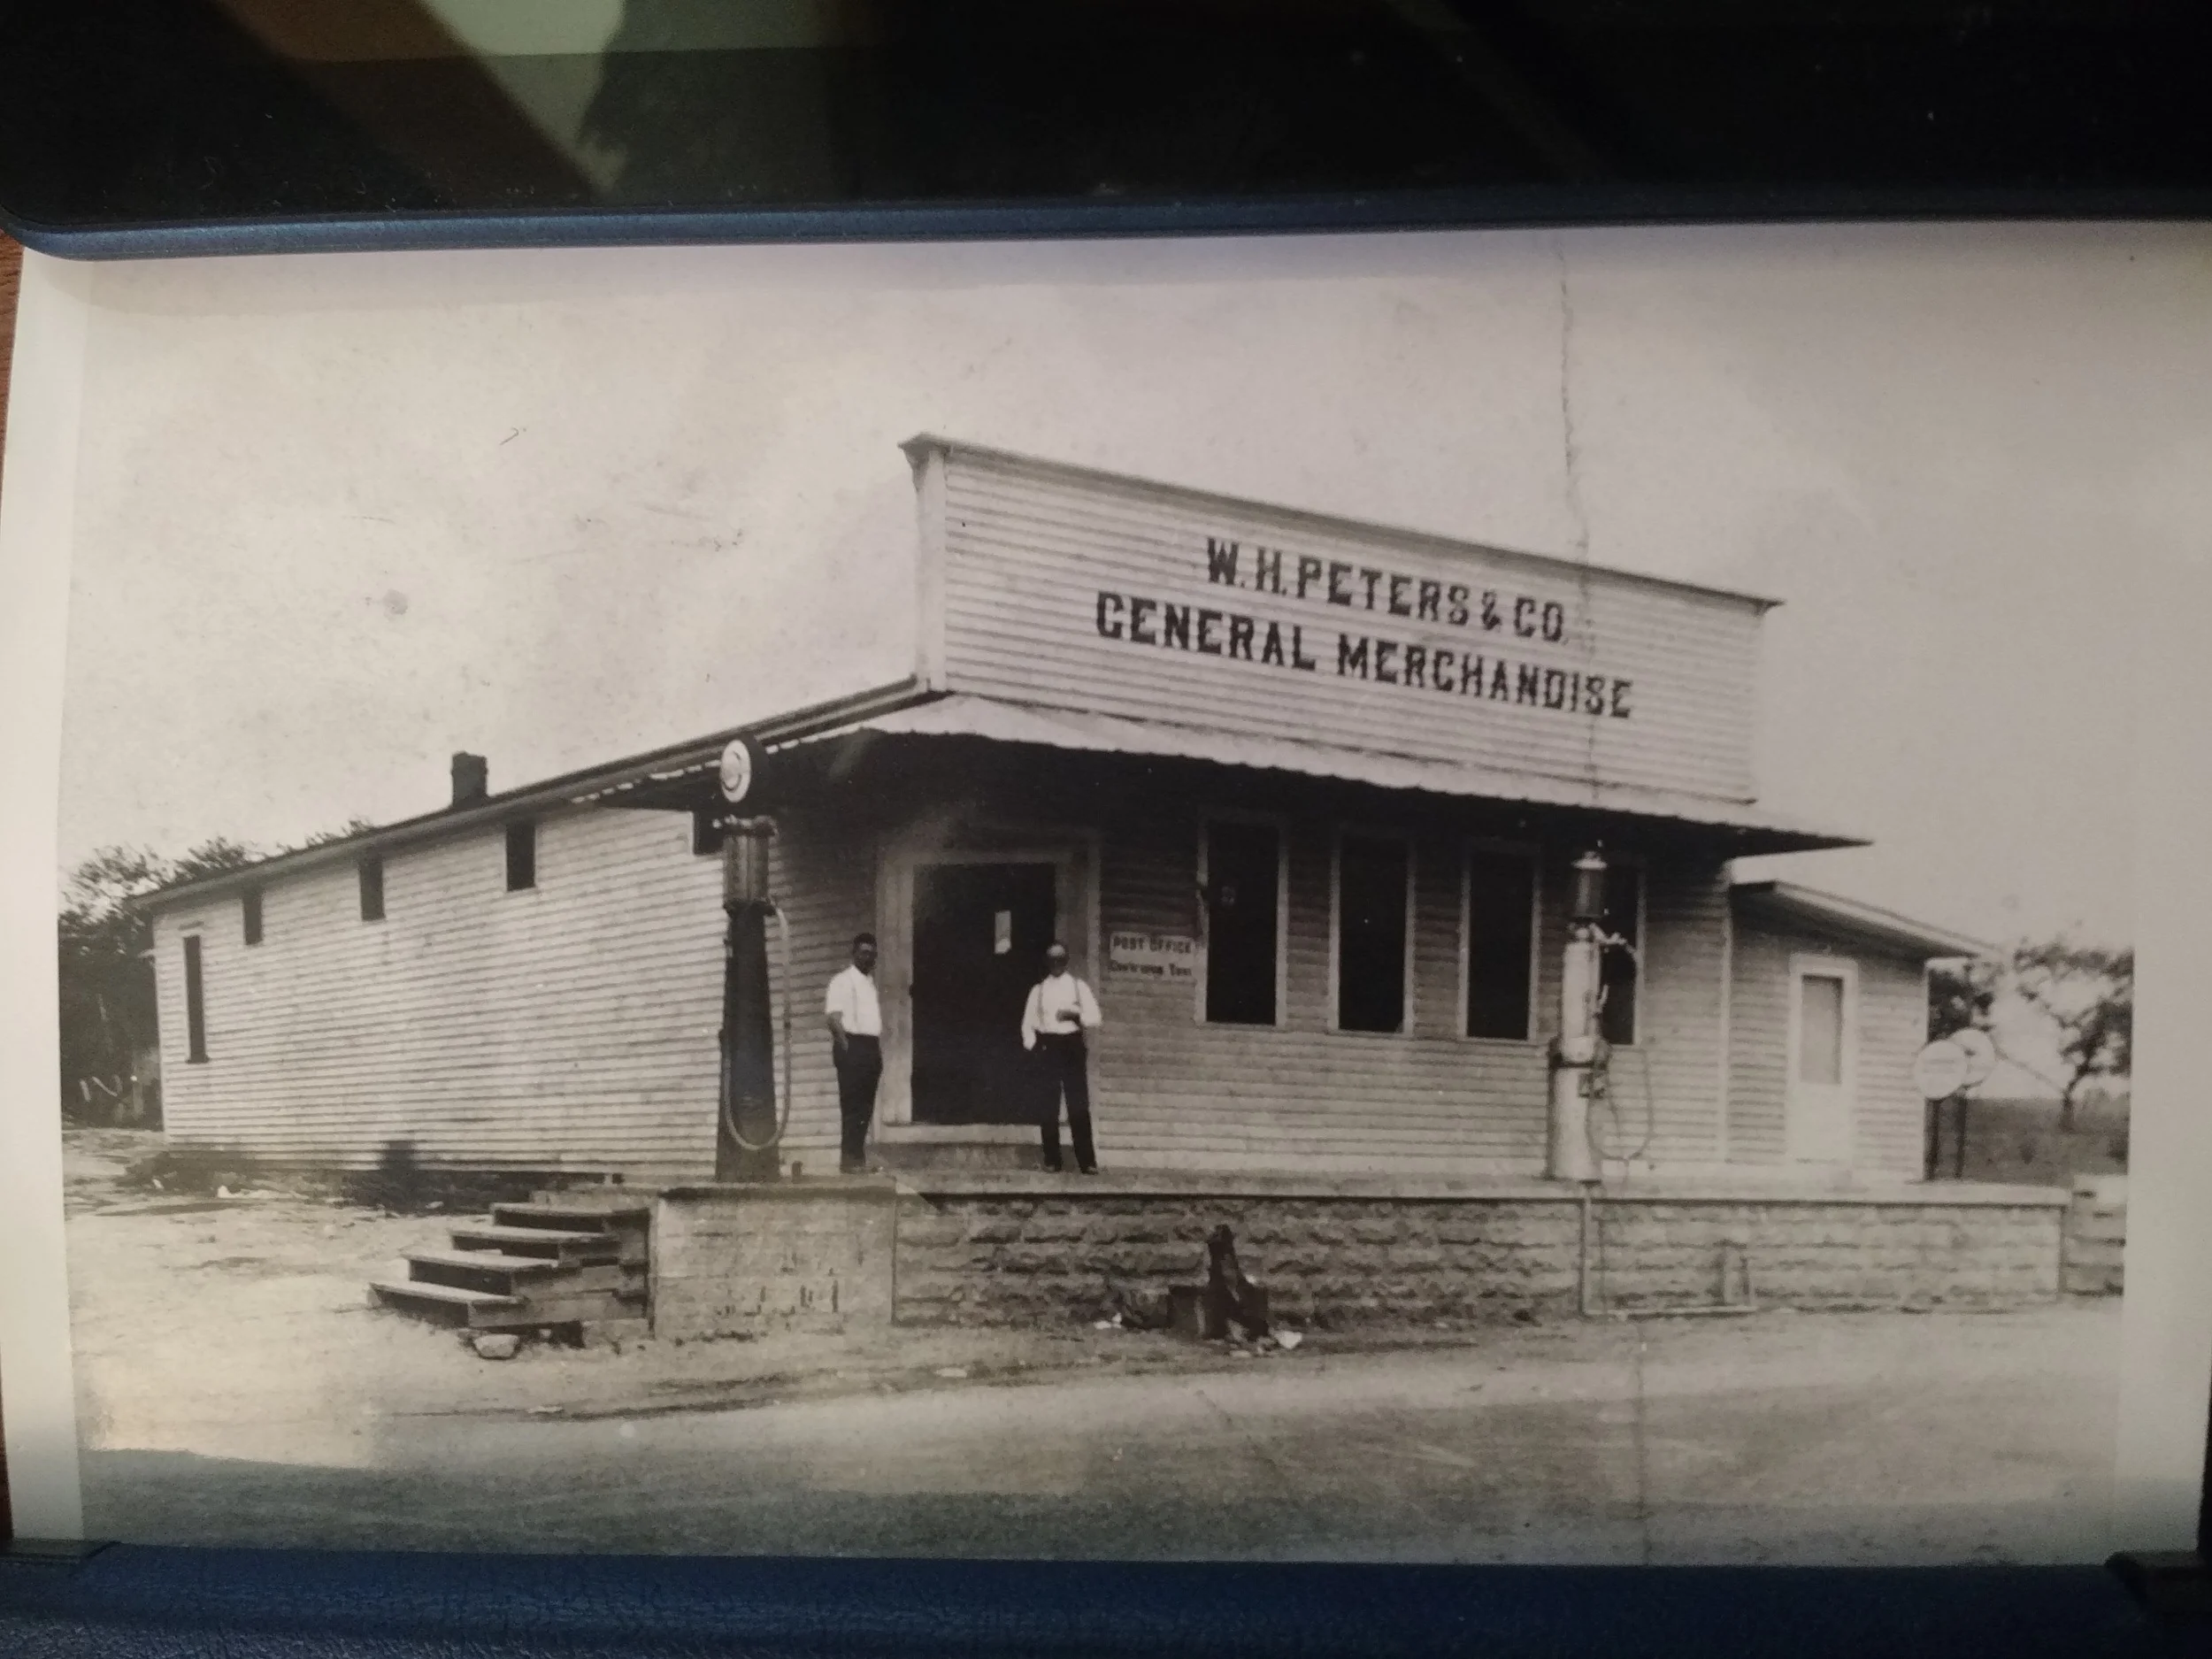 W. H. PETERS & CO.
GENERAL MERCHANDISE
POST OFFICE